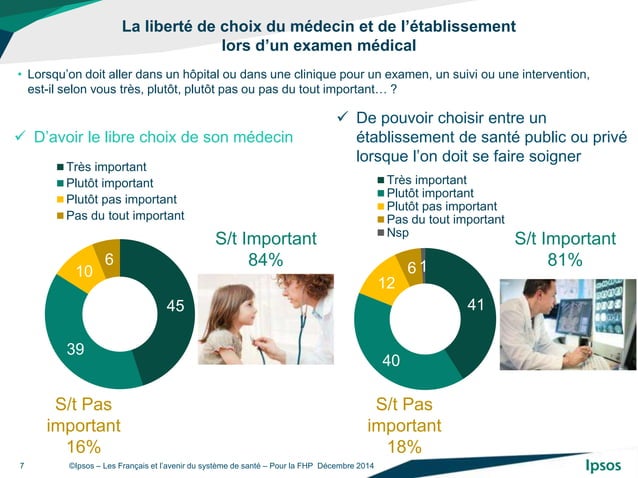 La liberté de choix du médecin et de l’établissement
lors d’un examen médical
• Lorsqu’on doit aller dans un hôpital ou dans une clinique pour un examen, un suivi ou une intervention,
est-il selon vous très, plutôt, plutôt pas ou pas du tout important… ?
✓ D’avoir le libre choix de son médecin
Très important
Plutôt important
Plutôt pas important
Pas du tout important
S/t Important
84%
6
10
45
39
S/t Pas
important
16%
✓ De pouvoir choisir entre un
établissement de santé public ou privé
lorsque l’on doit se faire soigner
Très important
Plutôt important
Plutôt pas important
Pas du tout important
Nsp
S/t Important
81%
6 1
12
41
40
S/t Pas
important
18%
7 ©Ipsos – Les Français et l’avenir du système de santé – Pour la FHP Décembre 2014
Ipsos